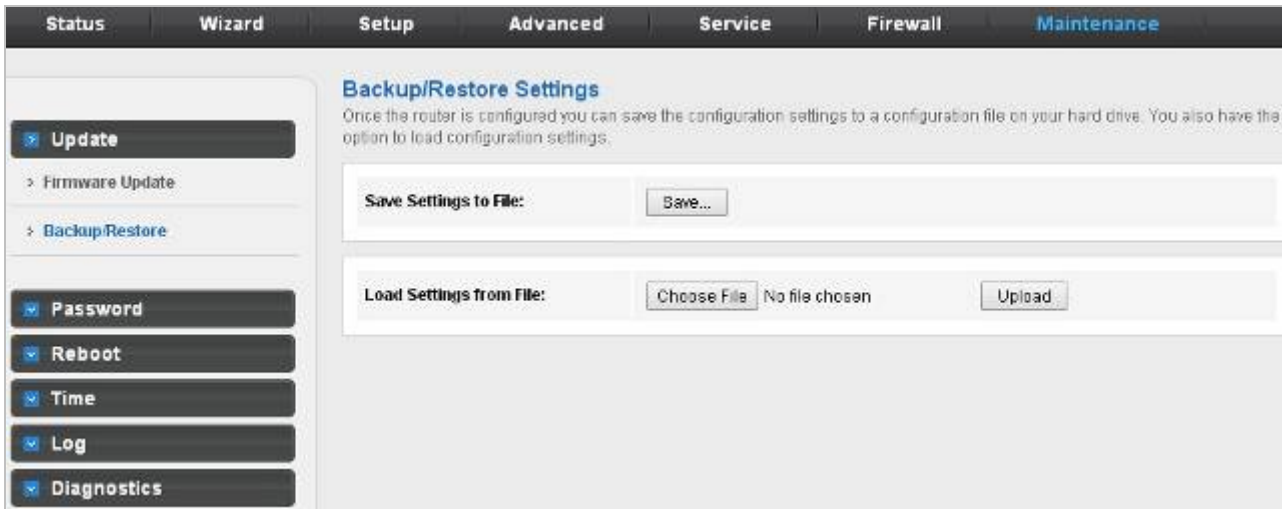 Status Wizard Setup Advanced Service Firewall Maintenance
Update
Firmware Update
Backup/Restore
Password
Reboot
Time
Log
Diagnostics
Backup/Restore Settings
Once the router is configured you can save the configuration settings to a configuration file on your hard drive. You also have the
option to load configuration settings.
Save Settings to File: Save...
Load Settings from File: Choose File No file chosen Upload